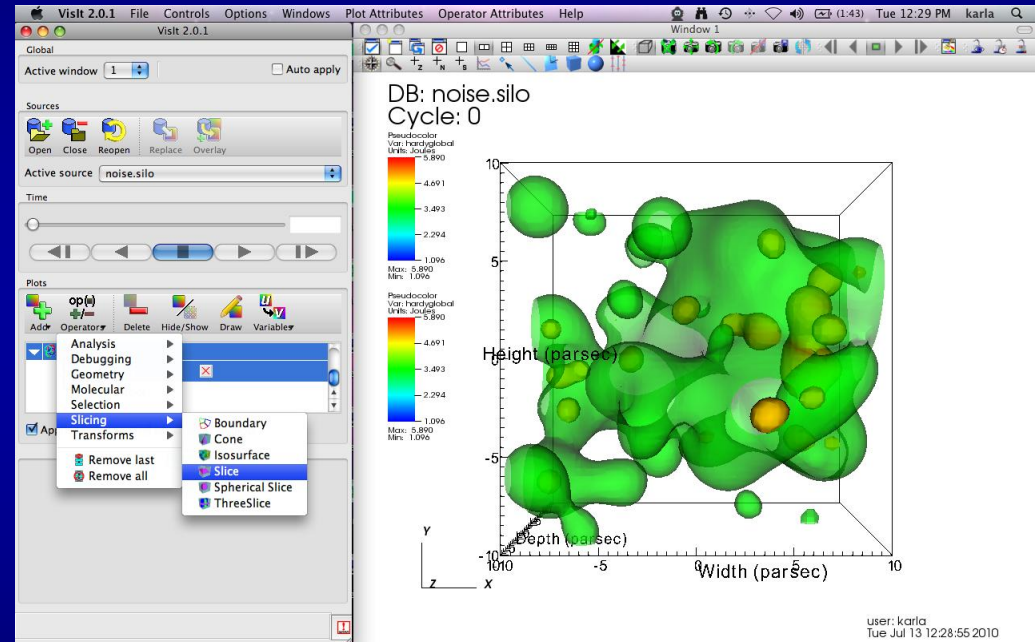 VisIt 2.0.1 File Controls Options Windows Plot Attributes Operator Attributes Help (1:43) Tue 12:29 PM karla
VisIt 2.0.1
Global
Active window 1 Auto apply
Sources
Open Close Reopen Replace Overlay
Active source noise.silo
Time
Plots
Add Operators Delete Hide/Show Draw Variables
Analysis
Debugging
Geometry
Molecular
Selection
Slicing
Transforms
Remove last
Remove all
Boundary
Cone
Isosurface
Slice
Spherical Slice
ThreeSlice
App
Window 1
DB: noise.silo
Cycle: 0
Pseudocolor
Var: hardyglobal
Units: Joules
5.890
4.691
3.493
2.294
1.096
Max: 5.890
Min: 1.096
Pseudocolor
Var: hardyglobal
Units: Joules
5.890
4.691
3.493
2.294
1.096
Max: 5.890
Min: 1.096
10
5
Height (parsec)
-5
-10
Depth (parsec)
-5 0 5 10
Width (parsec)
Y
Z X
user: karla
Tue Jul 13 12:28:55 2010